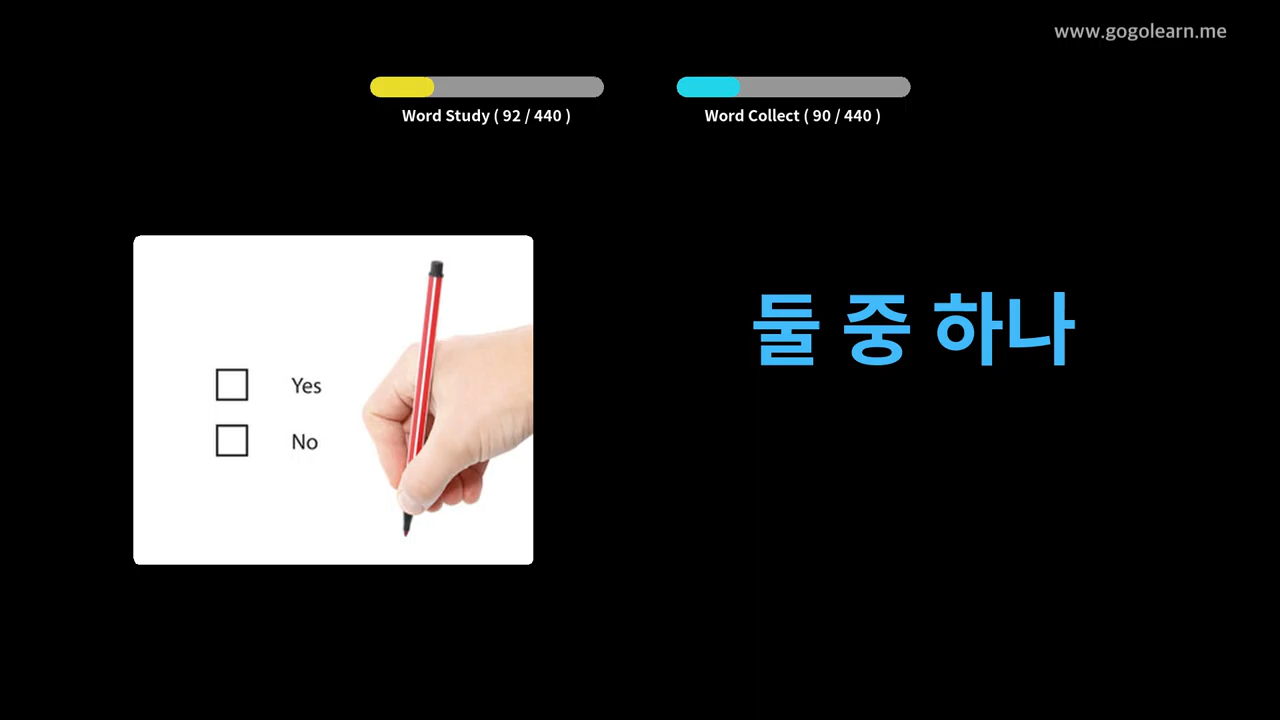 www.gogolearn.me
Word Study ( 92 / 440 )
Word Collect ( 90 / 440 )
둘 중 하나
Yes
No